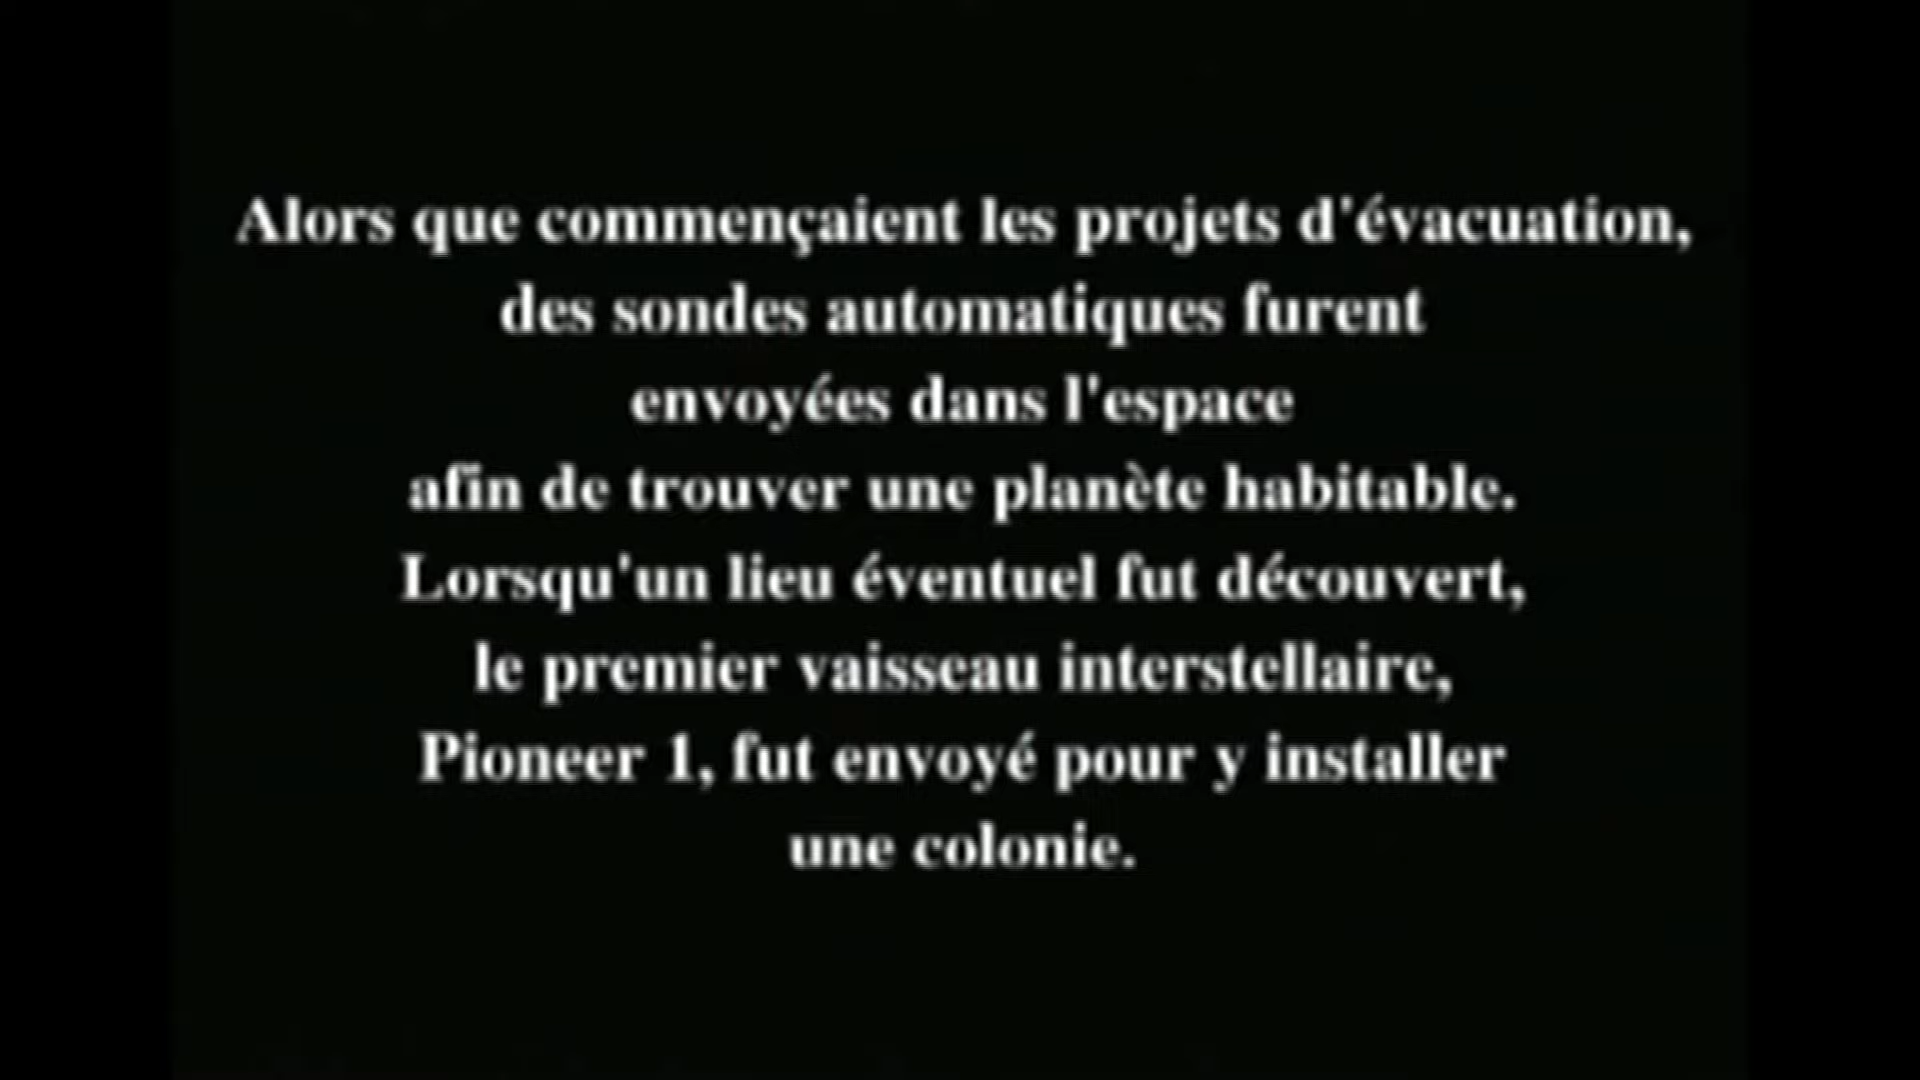 Alors que commençaient les projets d'évacuation,
des sondes automatiques furent
envoyées dans l'espace
afin de trouver une planète habitable.
Lorsqu'un lieu éventuel fut découvert,
le premier vaisseau interstellaire,
Pioneer 1, fut envoyé pour y installer
une colonie.